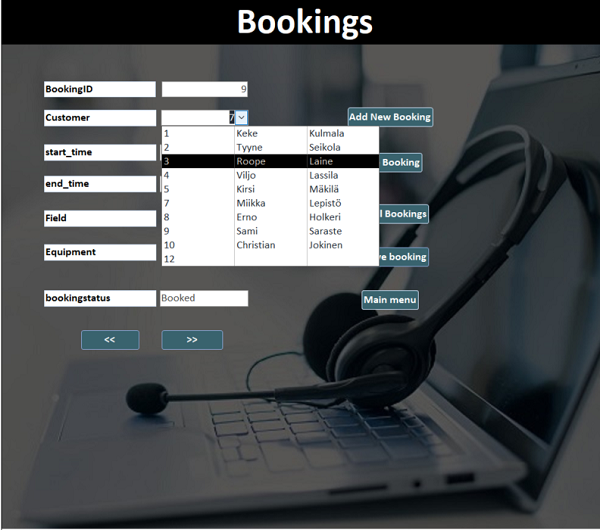 Bookings
BookingID 9
Customer 7 Add New Booking
1 Keke Kulmala
2 Tyyne Seikola
start_time
3 Roope Laine Booking
4 Viljo Lassila
end_time
5 Kirsi Mäkilä
7 Miikka Lepistö
Field
8 Erno Holkeri Bookings
9 Sami Saraste
10 Christian Jokinen
Equipment
12 booking
bookingstatus Booked Main menu
<< >>